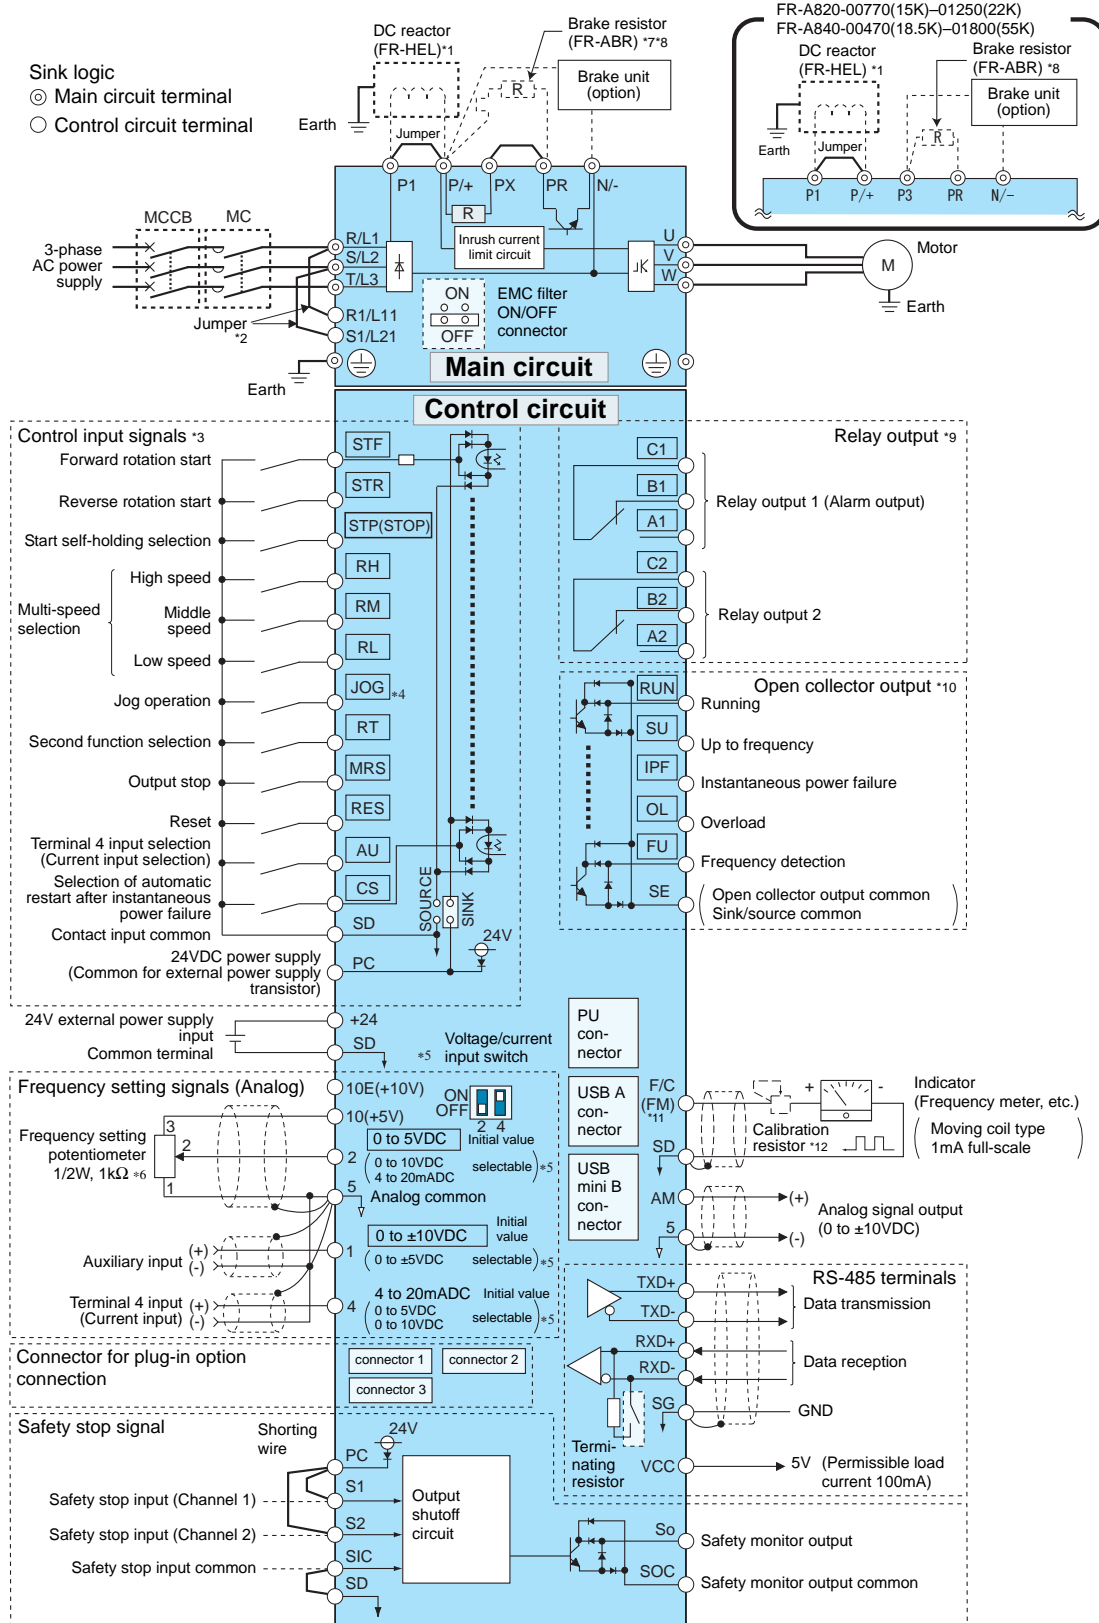 FR-A820-00770(15K)–01250(22K)
FR-A840-00470(18.5K)–01800(55K)
DC reactor
(FR-HEL) *1
Brake resistor
(FR-ABR) *8
Brake unit
(option)
R
Earth
Jumper
P1
P/+
P3
PR
N/-
Sink logic
Main circuit terminal
Control circuit terminal
DC reactor
(FR-HEL)*1
Brake resistor
(FR-ABR) *7*8
Brake unit
(option)
R
Earth
Jumper
P1
P/+
PX
PR
N/-
R
Inrush current
limit circuit
MCCB
MC
3-phase
AC power
supply
R/L1
S/L2
T/L3
R1/L11
S1/L21
Jumper
*2
Earth
ON
OFF
EMC filter
ON/OFF
connector
U
V
W
Motor
M
Earth
Main circuit
Control circuit
Control input signals *3
Forward rotation start
STF
Reverse rotation start
STR
Start self-holding selection
STP(STOP)
Multi-speed
selection
High speed
RH
Middle
speed
RM
Low speed
RL
Jog operation
JOG *4
Second function selection
RT
Output stop
MRS
Reset
RES
Terminal 4 input selection
(Current input selection)
AU
Selection of automatic
restart after instantaneous
power failure
CS
Contact input common
SD
24VDC power supply
(Common for external power supply
transistor)
PC
SOURCE
SINK
24V
Relay output *9
C1
B1
A1
Relay output 1 (Alarm output)
C2
B2
A2
Relay output 2
Open collector output *10
RUN
Running
SU
Up to frequency
IPF
Instantaneous power failure
OL
Overload
FU
Frequency detection
SE
Open collector output common
Sink/source common
24V external power supply
input
Common terminal
+24
SD
*5 Voltage/current
input switch
PU
con-
nector
USB A
con-
nector
USB
mini B
con-
nector
Frequency setting signals (Analog)
10E(+10V)
10(+5V)
ON
OFF
2 4
Frequency setting
potentiometer
1/2W, 1kΩ *6
3
2
1
2
0 to 5VDC Initial value
0 to 10VDC
4 to 20mADC
selectable *5
5
Analog common
Auxiliary input
(+)
(-)
1
0 to ±10VDC Initial
value
0 to ±5VDC selectable *5
Terminal 4 input
(Current input)
(+)
(-)
4
4 to 20mADC Initial value
0 to 5VDC
0 to 10VDC
selectable *5
F/C
(FM)
*11
SD
+
-
Indicator
(Frequency meter, etc.)
Moving coil type
1mA full-scale
Calibration
resistor *12
AM
(+)
5
(-)
Analog signal output
(0 to ±10VDC)
RS-485 terminals
TXD+
TXD-
Data transmission
RXD+
RXD-
Data reception
SG
GND
Termi-
nating
resistor
VCC
5V (Permissible load
current 100mA)
Connector for plug-in option
connection
connector 1
connector 2
connector 3
Safety stop signal
Shorting
wire
24V
PC
Safety stop input (Channel 1)
S1
Safety stop input (Channel 2)
S2
Safety stop input common
SIC
SD
Output
shutoff
circuit
So
Safety monitor output
SOC
Safety monitor output common